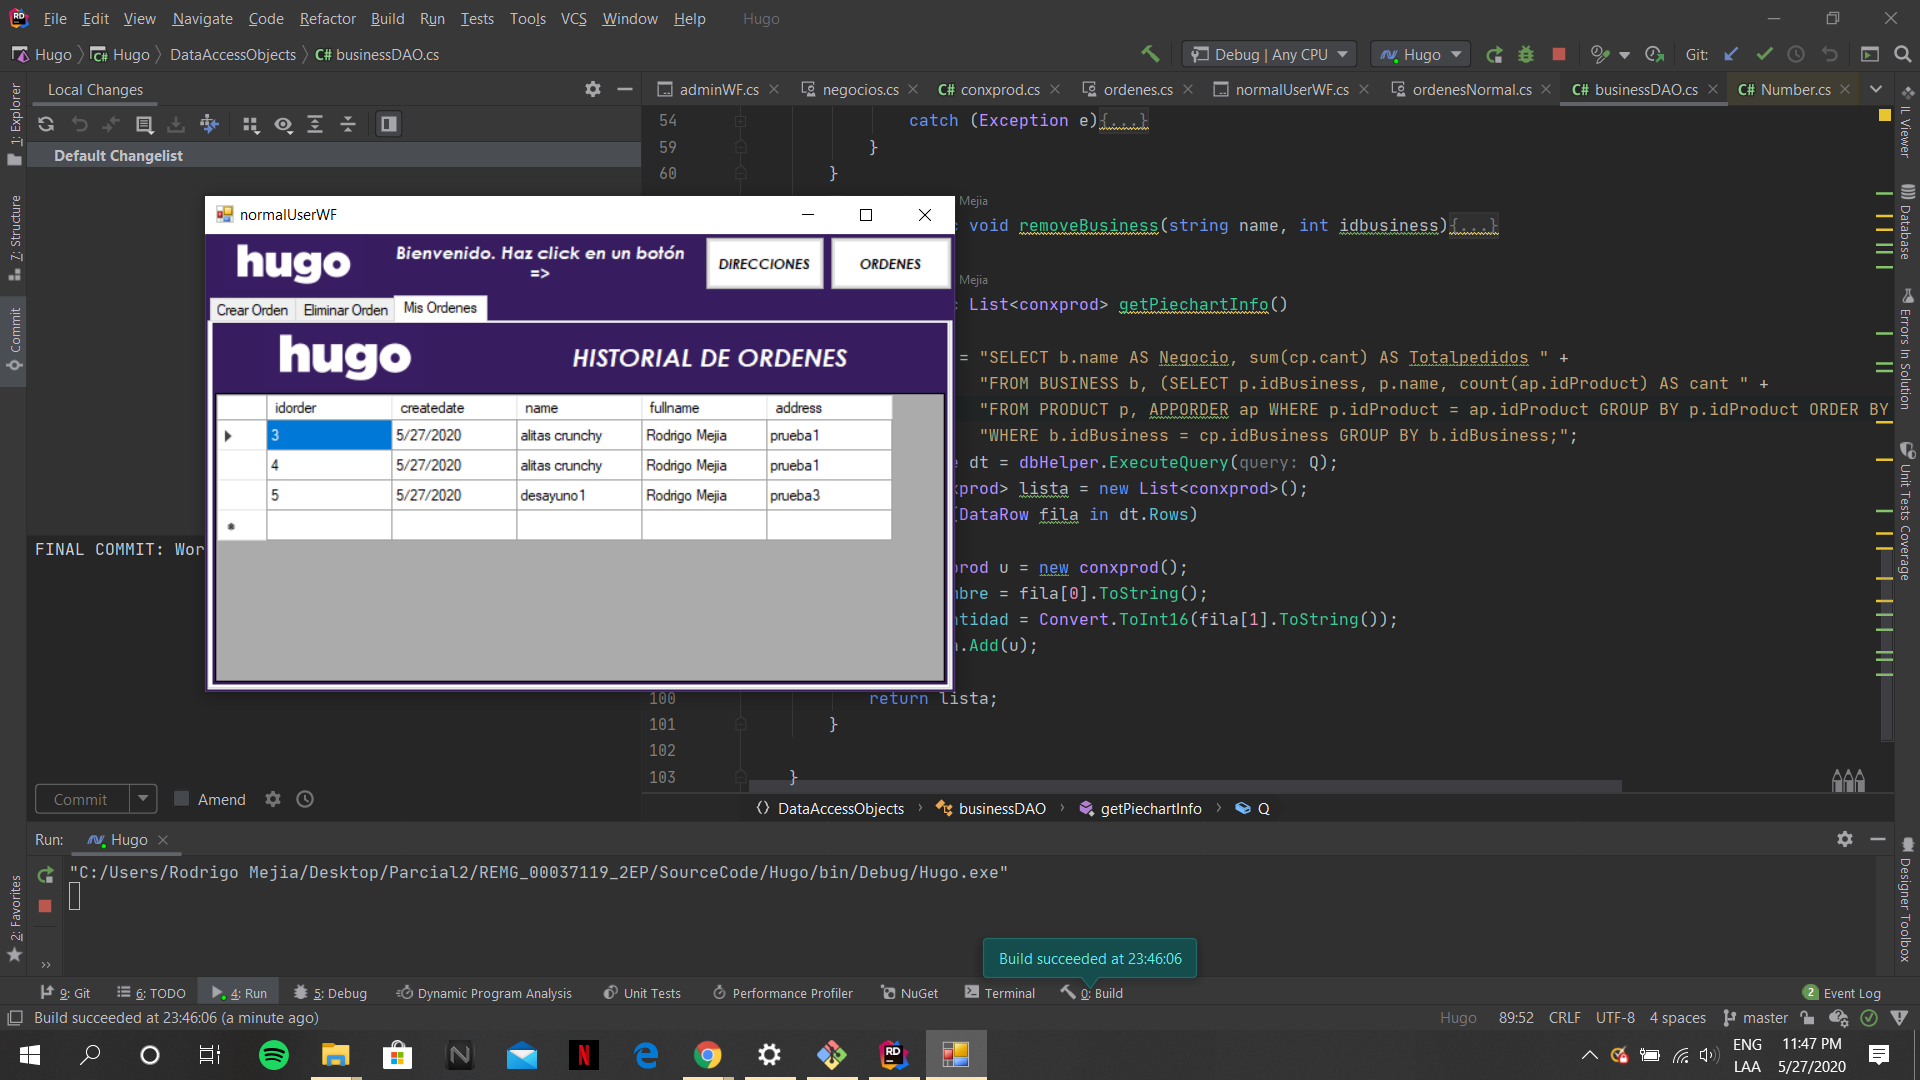 File Edit View Navigate Code Refactor Build Run Tests Tools VCS Window Help Hugo
Hugo Hugo DataAccessObjects C# businessDAO.cs
Debug | Any CPU Hugo Git:
Local Changes
adminWF.cs negocios.cs C# conxprod.cs ordenes.cs normalUserWF.cs ordenesNormal.cs C# businessDAO.cs C# Number.cs
Default Changelist
1: Explorer
7: Structure
Commit
2: Favorites
54 catch (Exception e){...}
59 }
60 }
Mejia
void removeBusiness(string name, int idbusiness){...}
Mejia
List<conxprod> getPiechartInfo()
= "SELECT b.name AS Negocio, sum(cp.cant) AS Totalpedidos " +
"FROM BUSINESS b, (SELECT p.idBusiness, p.name, count(ap.idProduct) AS cant " +
"FROM PRODUCT p, APPORDER ap WHERE p.idProduct = ap.idProduct GROUP BY p.idProduct ORDER BY
"WHERE b.idBusiness = cp.idBusiness GROUP BY b.idBusiness;";
dt = dbHelper.ExecuteQuery(query: Q);
xprod> lista = new List<conxprod>();
(DataRow fila in dt.Rows)
prod u = new conxprod();
bre = fila[0].ToString();
ntidad = Convert.ToInt16(fila[1].ToString());
.Add(u);
100 return lista;
101 }
102
103 }
normalUserWF
hugo
Bienvenido. Haz click en un botón
=>
DIRECCIONES
ORDENES
Crear Orden Eliminar Orden Mis Ordenes
hugo HISTORIAL DE ORDENES
idorder createdate name fullname address
3 5/27/2020 alitas crunchy Rodrigo Mejia prueba1
4 5/27/2020 alitas crunchy Rodrigo Mejia prueba1
5 5/27/2020 desayuno1 Rodrigo Mejia prueba3
FINAL COMMIT: Wor
Commit Amend
DataAccessObjects businessDAO getPiechartInfo Q
IL Viewer
Database
Errors In Solution
Unit Tests Coverage
Designer Toolbox
Run: Hugo
"C:/Users/Rodrigo Mejia/Desktop/Parcial2/REMG_00037119_2EP/SourceCode/Hugo/bin/Debug/Hugo.exe"
Build succeeded at 23:46:06
9: Git 6: TODO 4: Run 5: Debug Dynamic Program Analysis Unit Tests Performance Profiler NuGet Terminal 0: Build 2 Event Log
Build succeeded at 23:46:06 (a minute ago) Hugo 89:52 CRLF UTF-8 4 spaces master
ENG
LAA
11:47 PM
5/27/2020